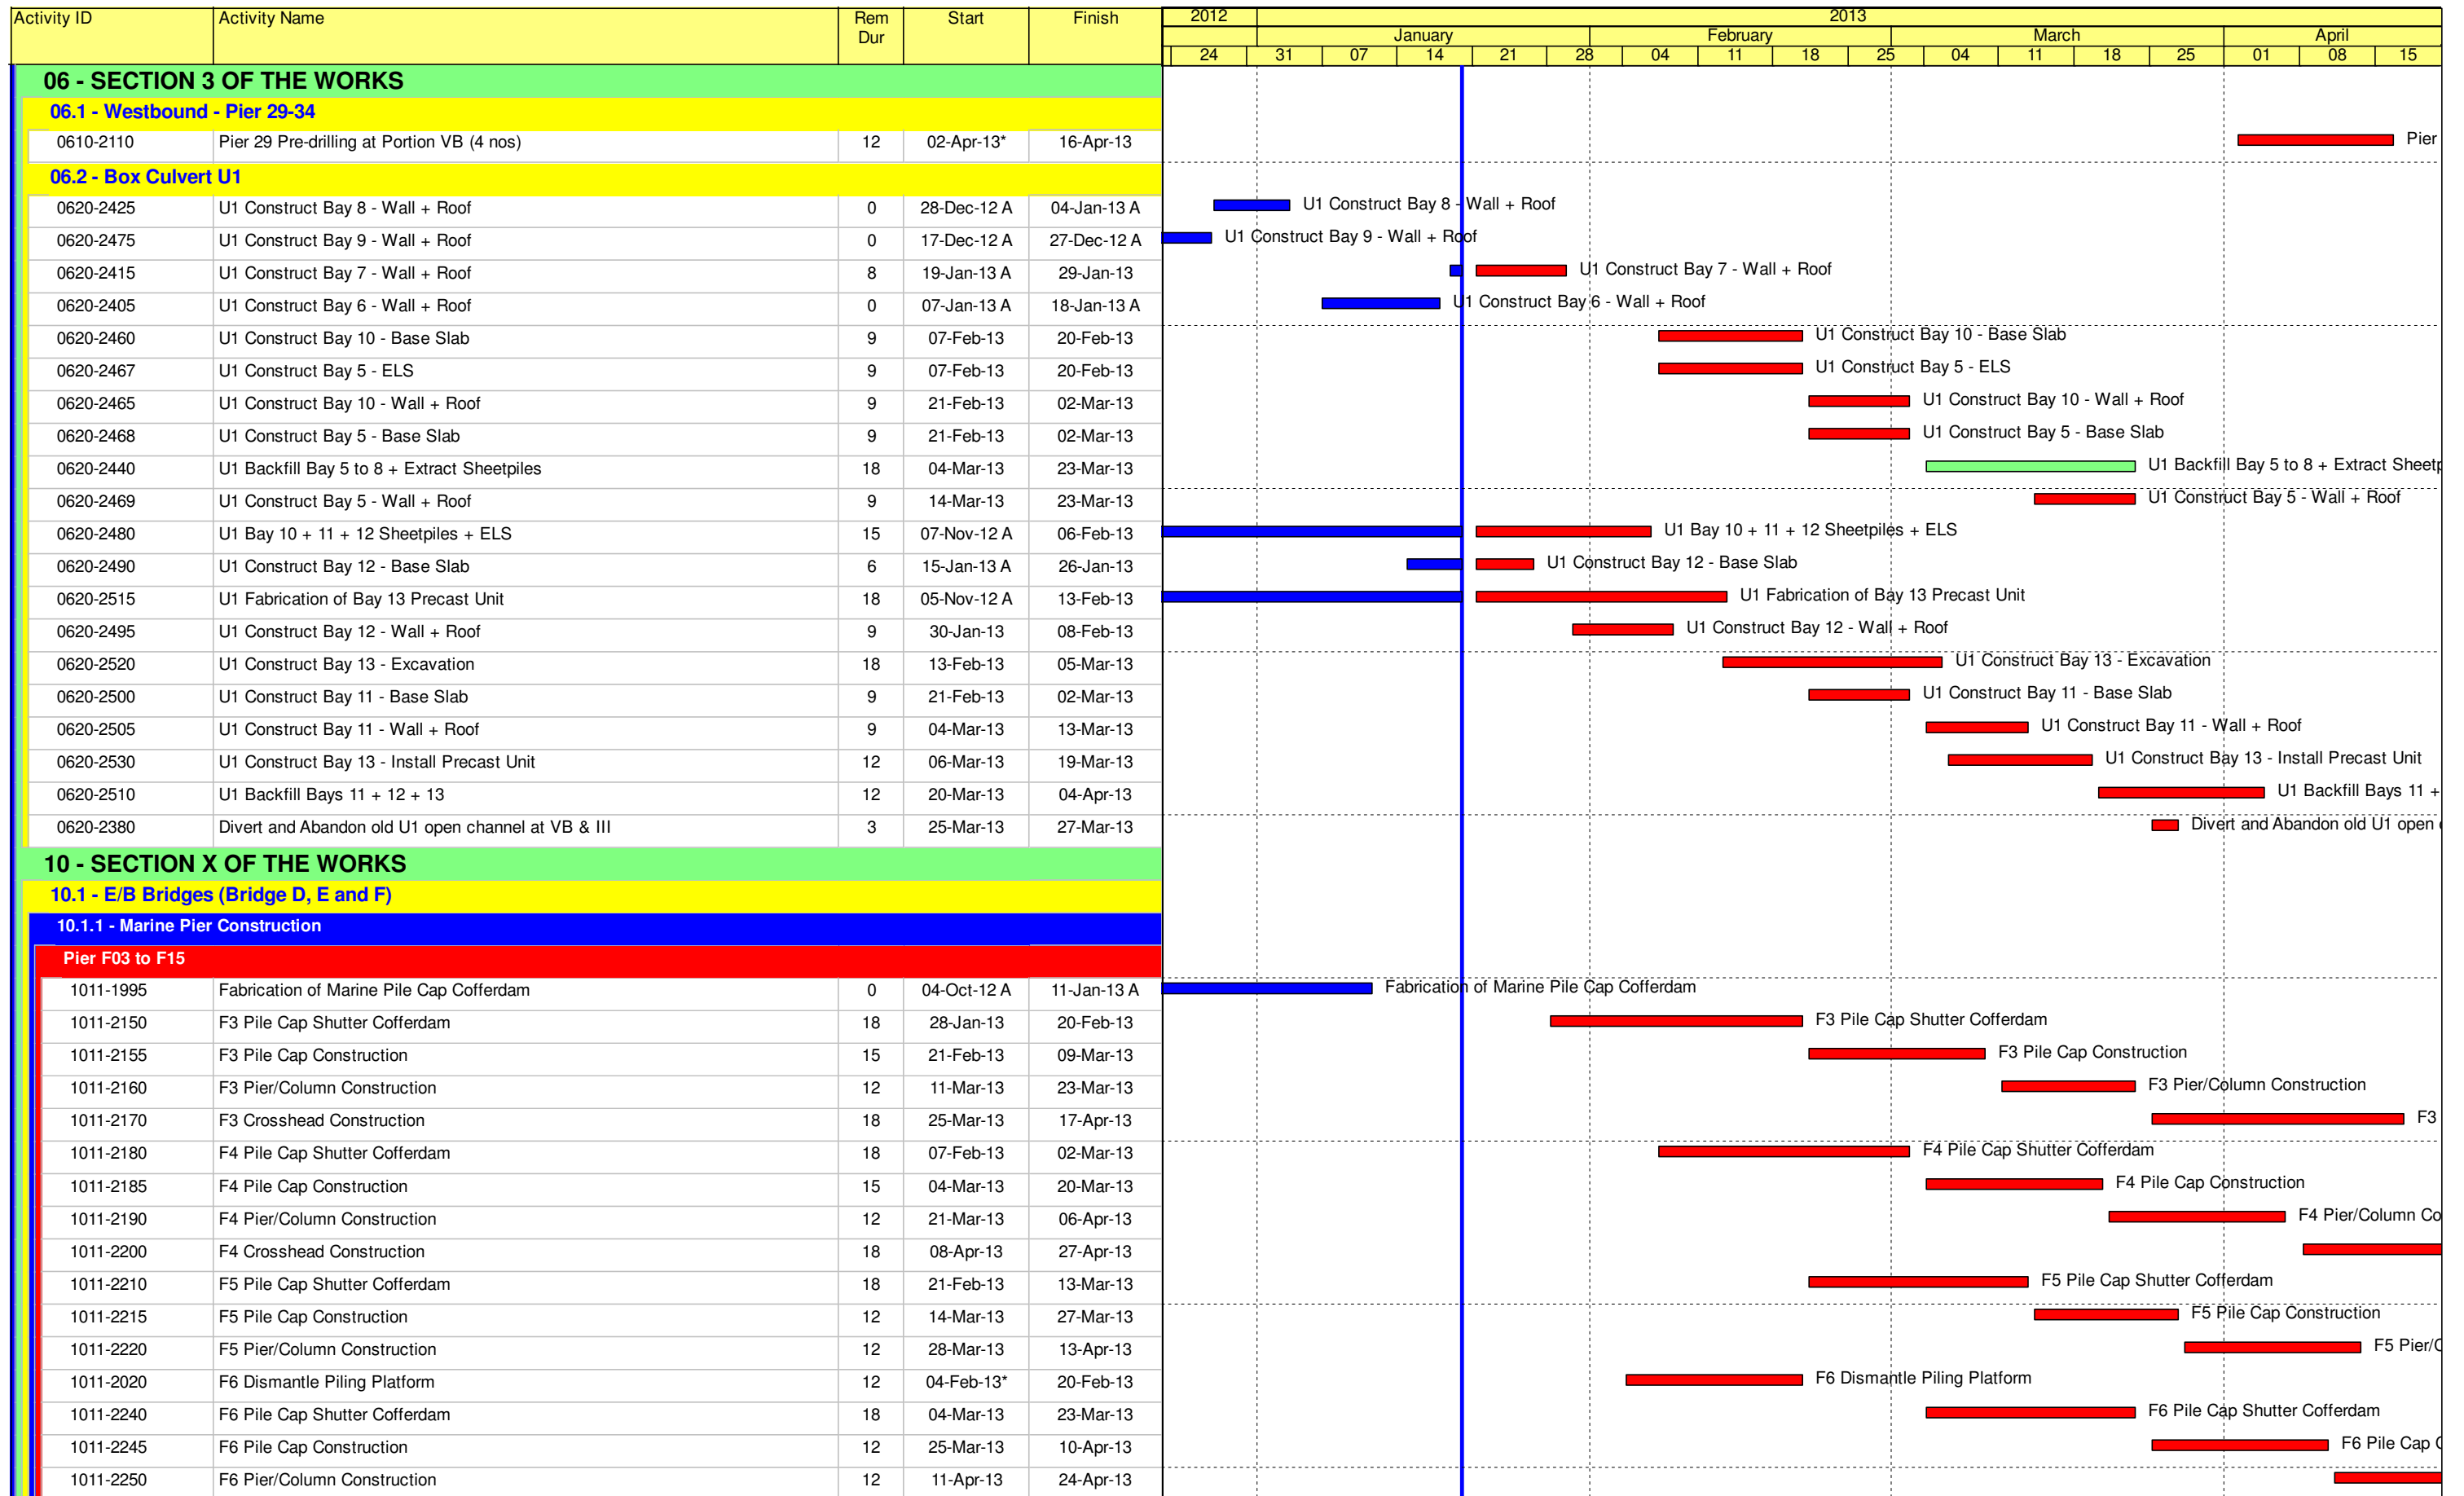 Activity ID Activity Name Rem Dur Start Finish 2012 2013
January February March April
24 31 07 14 21 28 04 11 18 25 04 11 18 25 01 08 15
06 - SECTION 3 OF THE WORKS
06.1 - Westbound - Pier 29-34
0610-2110 Pier 29 Pre-drilling at Portion VB (4 nos) 12 02-Apr-13* 16-Apr-13 Pier
06.2 - Box Culvert U1
0620-2425 U1 Construct Bay 8 - Wall + Roof 0 28-Dec-12 A 04-Jan-13 A U1 Construct Bay 8 - Wall + Roof
0620-2475 U1 Construct Bay 9 - Wall + Roof 0 17-Dec-12 A 27-Dec-12 A U1 Construct Bay 9 - Wall + Roof
0620-2415 U1 Construct Bay 7 - Wall + Roof 8 19-Jan-13 A 29-Jan-13 U1 Construct Bay 7 - Wall + Roof
0620-2405 U1 Construct Bay 6 - Wall + Roof 0 07-Jan-13 A 18-Jan-13 A U1 Construct Bay 6 - Wall + Roof
0620-2460 U1 Construct Bay 10 - Base Slab 9 07-Feb-13 20-Feb-13 U1 Construct Bay 10 - Base Slab
0620-2467 U1 Construct Bay 5 - ELS 9 07-Feb-13 20-Feb-13 U1 Construct Bay 5 - ELS
0620-2465 U1 Construct Bay 10 - Wall + Roof 9 21-Feb-13 02-Mar-13 U1 Construct Bay 10 - Wall + Roof
0620-2468 U1 Construct Bay 5 - Base Slab 9 21-Feb-13 02-Mar-13 U1 Construct Bay 5 - Base Slab
0620-2440 U1 Backfill Bay 5 to 8 + Extract Sheetpiles 18 04-Mar-13 23-Mar-13 U1 Backfill Bay 5 to 8 + Extract Sheetp
0620-2469 U1 Construct Bay 5 - Wall + Roof 9 14-Mar-13 23-Mar-13 U1 Construct Bay 5 - Wall + Roof
0620-2480 U1 Bay 10 + 11 + 12 Sheetpiles + ELS 15 07-Nov-12 A 06-Feb-13 U1 Bay 10 + 11 + 12 Sheetpiles + ELS
0620-2490 U1 Construct Bay 12 - Base Slab 6 15-Jan-13 A 26-Jan-13 U1 Construct Bay 12 - Base Slab
0620-2515 U1 Fabrication of Bay 13 Precast Unit 18 05-Nov-12 A 13-Feb-13 U1 Fabrication of Bay 13 Precast Unit
0620-2495 U1 Construct Bay 12 - Wall + Roof 9 30-Jan-13 08-Feb-13 U1 Construct Bay 12 - Wall + Roof
0620-2520 U1 Construct Bay 13 - Excavation 18 13-Feb-13 05-Mar-13 U1 Construct Bay 13 - Excavation
0620-2500 U1 Construct Bay 11 - Base Slab 9 21-Feb-13 02-Mar-13 U1 Construct Bay 11 - Base Slab
0620-2505 U1 Construct Bay 11 - Wall + Roof 9 04-Mar-13 13-Mar-13 U1 Construct Bay 11 - Wall + Roof
0620-2530 U1 Construct Bay 13 - Install Precast Unit 12 06-Mar-13 19-Mar-13 U1 Construct Bay 13 - Install Precast Unit
0620-2510 U1 Backfill Bays 11 + 12 + 13 12 20-Mar-13 04-Apr-13 U1 Backfill Bays 11 +
0620-2380 Divert and Abandon old U1 open channel at VB & III 3 25-Mar-13 27-Mar-13 Divert and Abandon old U1 open
10 - SECTION X OF THE WORKS
10.1 - E/B Bridges (Bridge D, E and F)
10.1.1 - Marine Pier Construction
Pier F03 to F15
1011-1995 Fabrication of Marine Pile Cap Cofferdam 0 04-Oct-12 A 11-Jan-13 A Fabrication of Marine Pile Cap Cofferdam
1011-2150 F3 Pile Cap Shutter Cofferdam 18 28-Jan-13 20-Feb-13 F3 Pile Cap Shutter Cofferdam
1011-2155 F3 Pile Cap Construction 15 21-Feb-13 09-Mar-13 F3 Pile Cap Construction
1011-2160 F3 Pier/Column Construction 12 11-Mar-13 23-Mar-13 F3 Pier/Column Construction
1011-2170 F3 Crosshead Construction 18 25-Mar-13 17-Apr-13 F3
1011-2180 F4 Pile Cap Shutter Cofferdam 18 07-Feb-13 02-Mar-13 F4 Pile Cap Shutter Cofferdam
1011-2185 F4 Pile Cap Construction 15 04-Mar-13 20-Mar-13 F4 Pile Cap Construction
1011-2190 F4 Pier/Column Construction 12 21-Mar-13 06-Apr-13 F4 Pier/Column Co
1011-2200 F4 Crosshead Construction 18 08-Apr-13 27-Apr-13
1011-2210 F5 Pile Cap Shutter Cofferdam 18 21-Feb-13 13-Mar-13 F5 Pile Cap Shutter Cofferdam
1011-2215 F5 Pile Cap Construction 12 14-Mar-13 27-Mar-13 F5 Pile Cap Construction
1011-2220 F5 Pier/Column Construction 12 28-Mar-13 13-Apr-13 F5 Pier/C
1011-2020 F6 Dismantle Piling Platform 12 04-Feb-13* 20-Feb-13 F6 Dismantle Piling Platform
1011-2240 F6 Pile Cap Shutter Cofferdam 18 04-Mar-13 23-Mar-13 F6 Pile Cap Shutter Cofferdam
1011-2245 F6 Pile Cap Construction 12 25-Mar-13 10-Apr-13 F6 Pile Cap C
1011-2250 F6 Pier/Column Construction 12 11-Apr-13 24-Apr-13